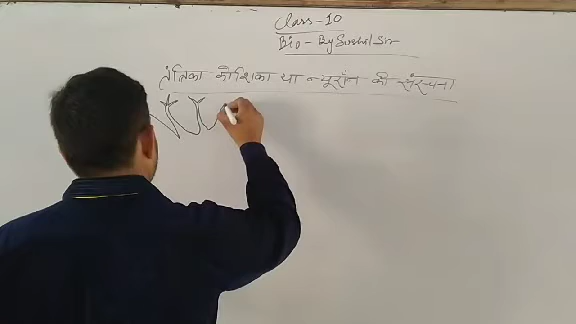 Class-10
Bio-By Sushil Sir
तंत्रिका कोशिका या न्यूरॉन की संरचना